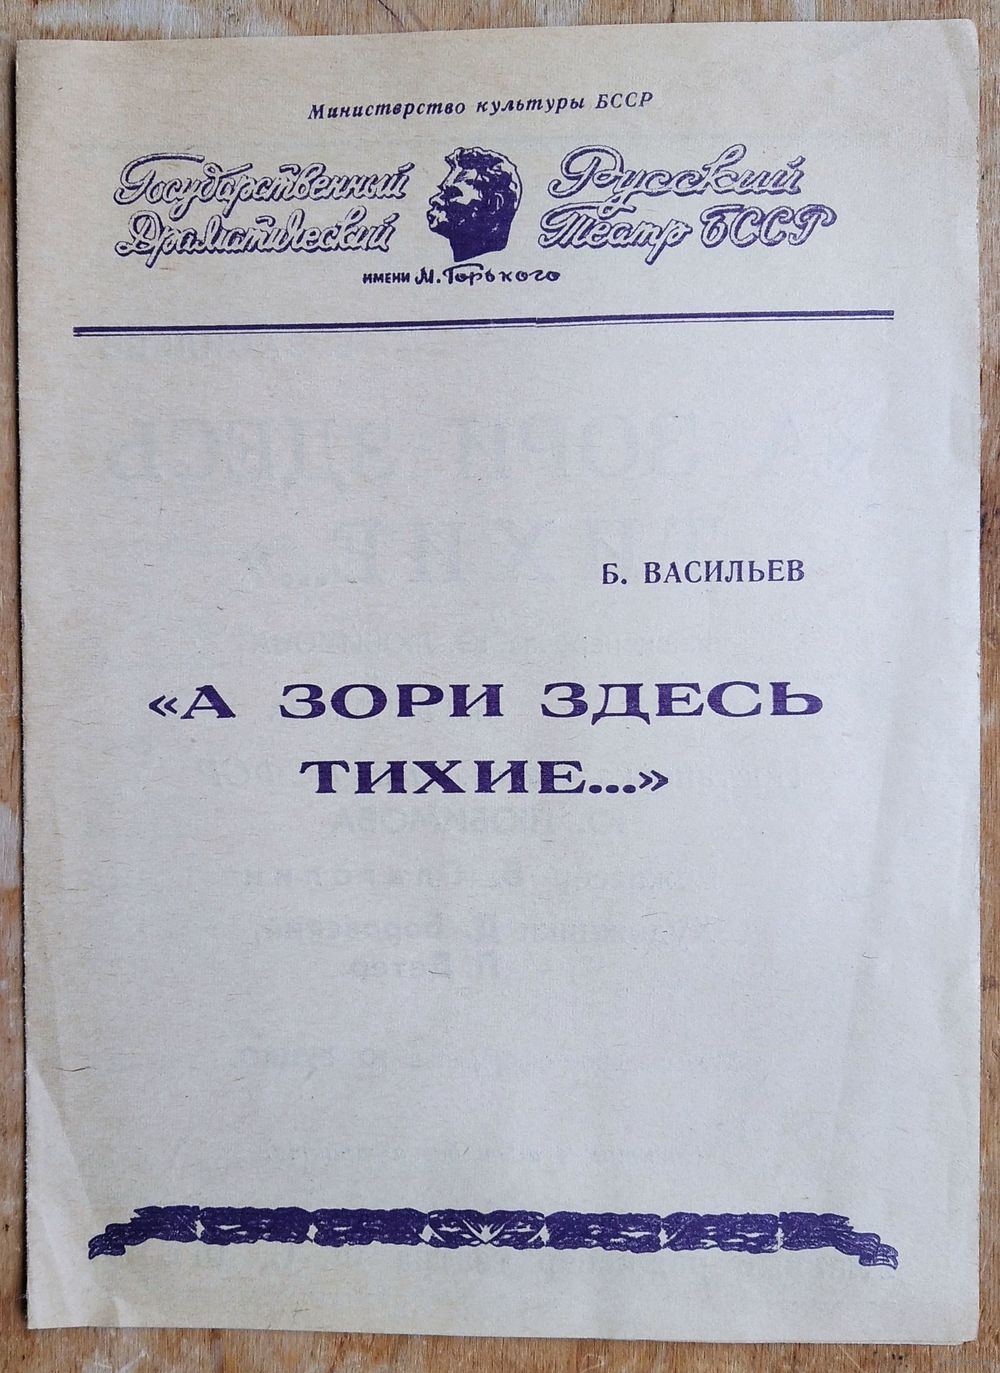 Министерство культуры БССР
Государственный Русский
Драматический Театр БССР
имени М. Горького
Б. ВАСИЛЬЕВ
«А ЗОРИ ЗДЕСЬ
ТИХИЕ...»